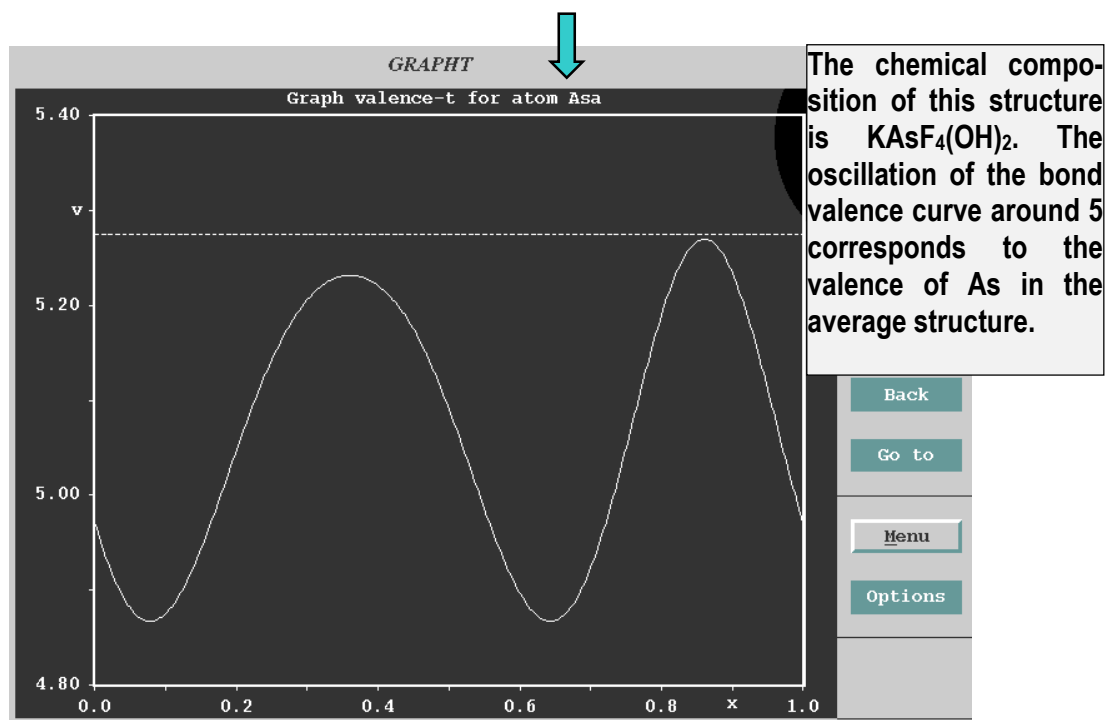 GRAPHT
Graph valence-t for atom Asa
5.40
v
5.20
5.00
4.80
0.0 0.2 0.4 0.6 0.8 x 1.0
The chemical compo-
sition of this structure
is KAsF₄(OH)₂. The
oscillation of the bond
valence curve around 5
corresponds to the
valence of As in the
average structure.
Back
Go to
Menu
Options